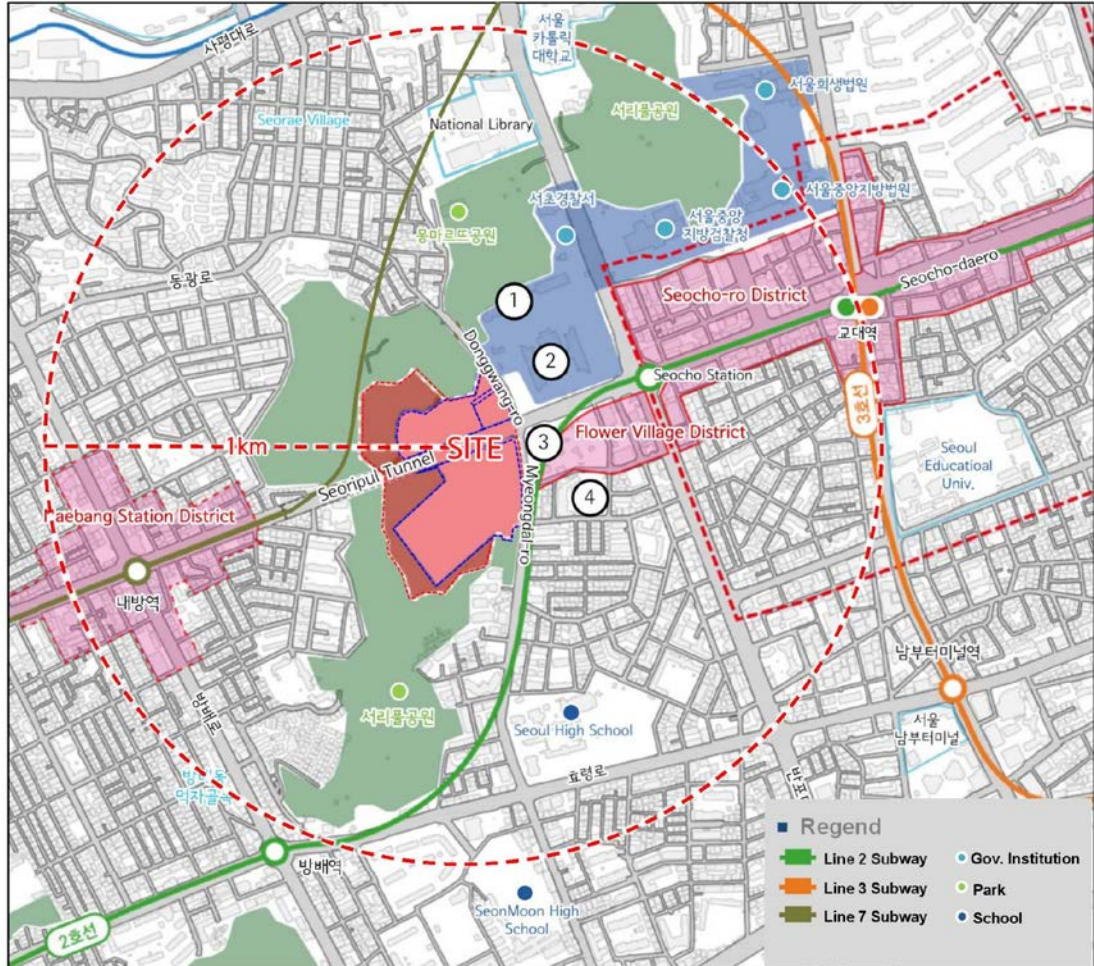 사평대로
서울
카톨릭
대학교
서울회생법원
Seorae Village
National Library
서리풀공원
서초경찰서
서울중앙지방법원
서울중앙
지방검찰청
몽마르뜨공원
동광로
Seocho-daero
Seocho-ro District
교대역
1
2
Donggwang-ro
Seocho Station
3호선
Flower Village District
3
1km
SITE
Seoripul Tunnel
Myeongdal-ro
4
Seoul
Educatioal
Univ.
Naebang Station District
내방역
남부터미널역
서리풀공원
방배로
Seoul High School
서울
남부터미널
효령로
방배역
SeonMoon High
School
2호선
Regend
Line 2 Subway
Gov. Institution
Line 3 Subway
Park
Line 7 Subway
School